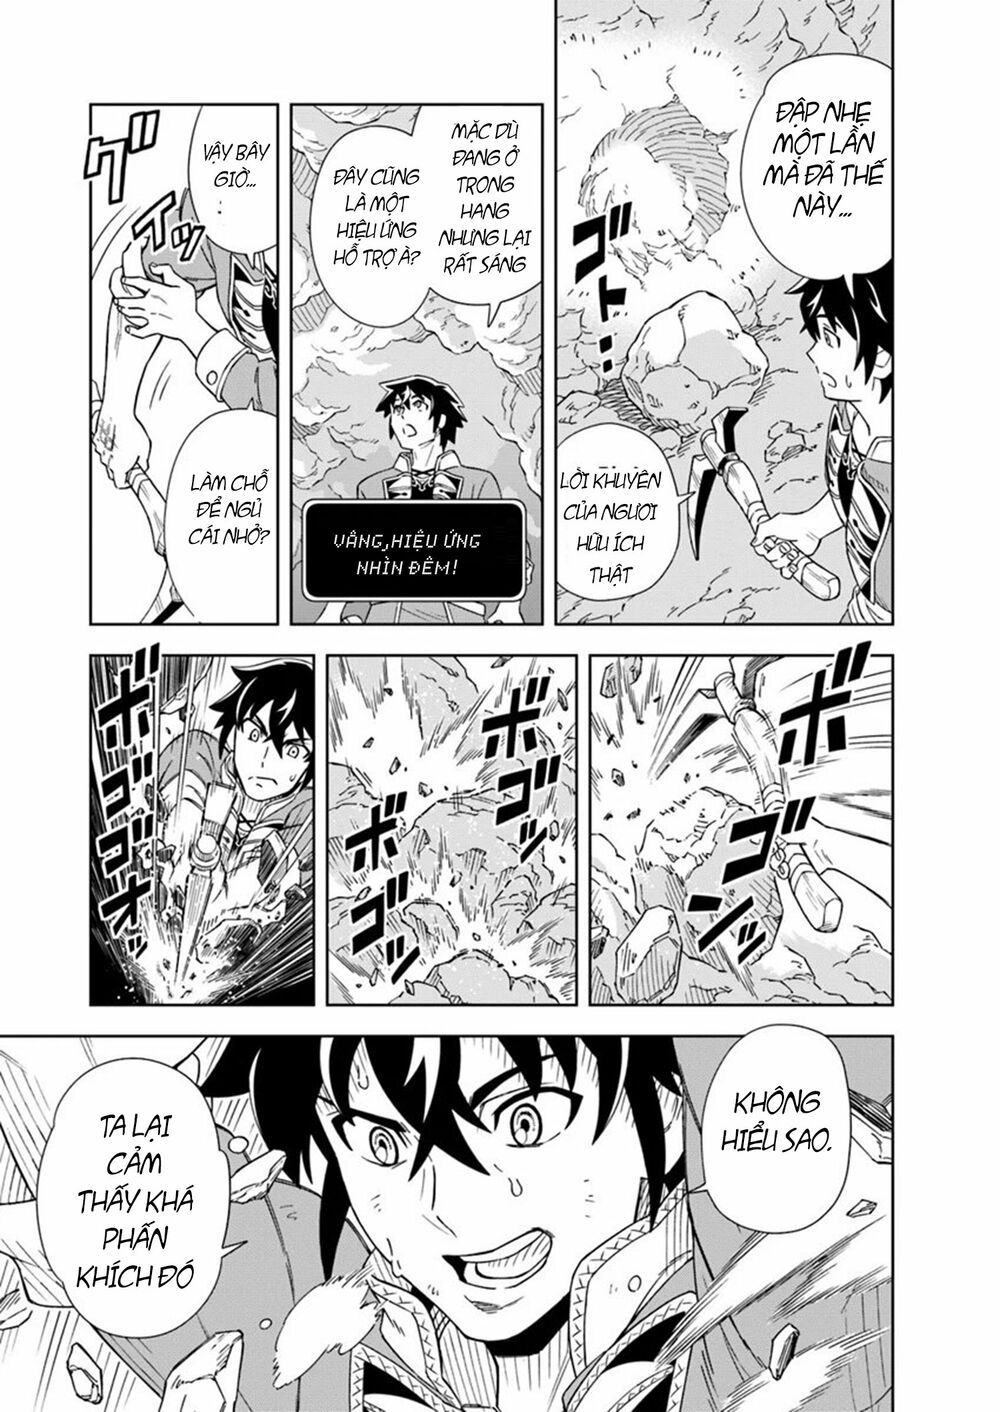 ĐẬP NHẸ
MỘT LẦN
MÀ ĐÃ THẾ
NÀY...
ゴ
ト
...
LỜI KHUYÊN
CỦA NGƯƠI
HỮU ÍCH
THẬT
MẶC DÙ
ĐANG Ở
TRONG
HANG
NHƯNG LẠI
RẤT SÁNG
ĐÂY CŨNG
LÀ MỘT
HIỆU ỨNG
HỖ TRỢ À?
VÂNG,HIỆU ỨNG
NHÌN ĐÊM!
VẬY BÂY
GIỜ...
グ
イッ
LÀM CHỖ
ĐỂ NGỦ
CÁI NHỞ?
ボゴンッ
ボゴッ
ボゴッ
ボゴゴオッ
KHÔNG
HIỂU SAO.
TA LẠI
CẢM
THẤY KHÁ
PHẤN
KHÍCH ĐÓ